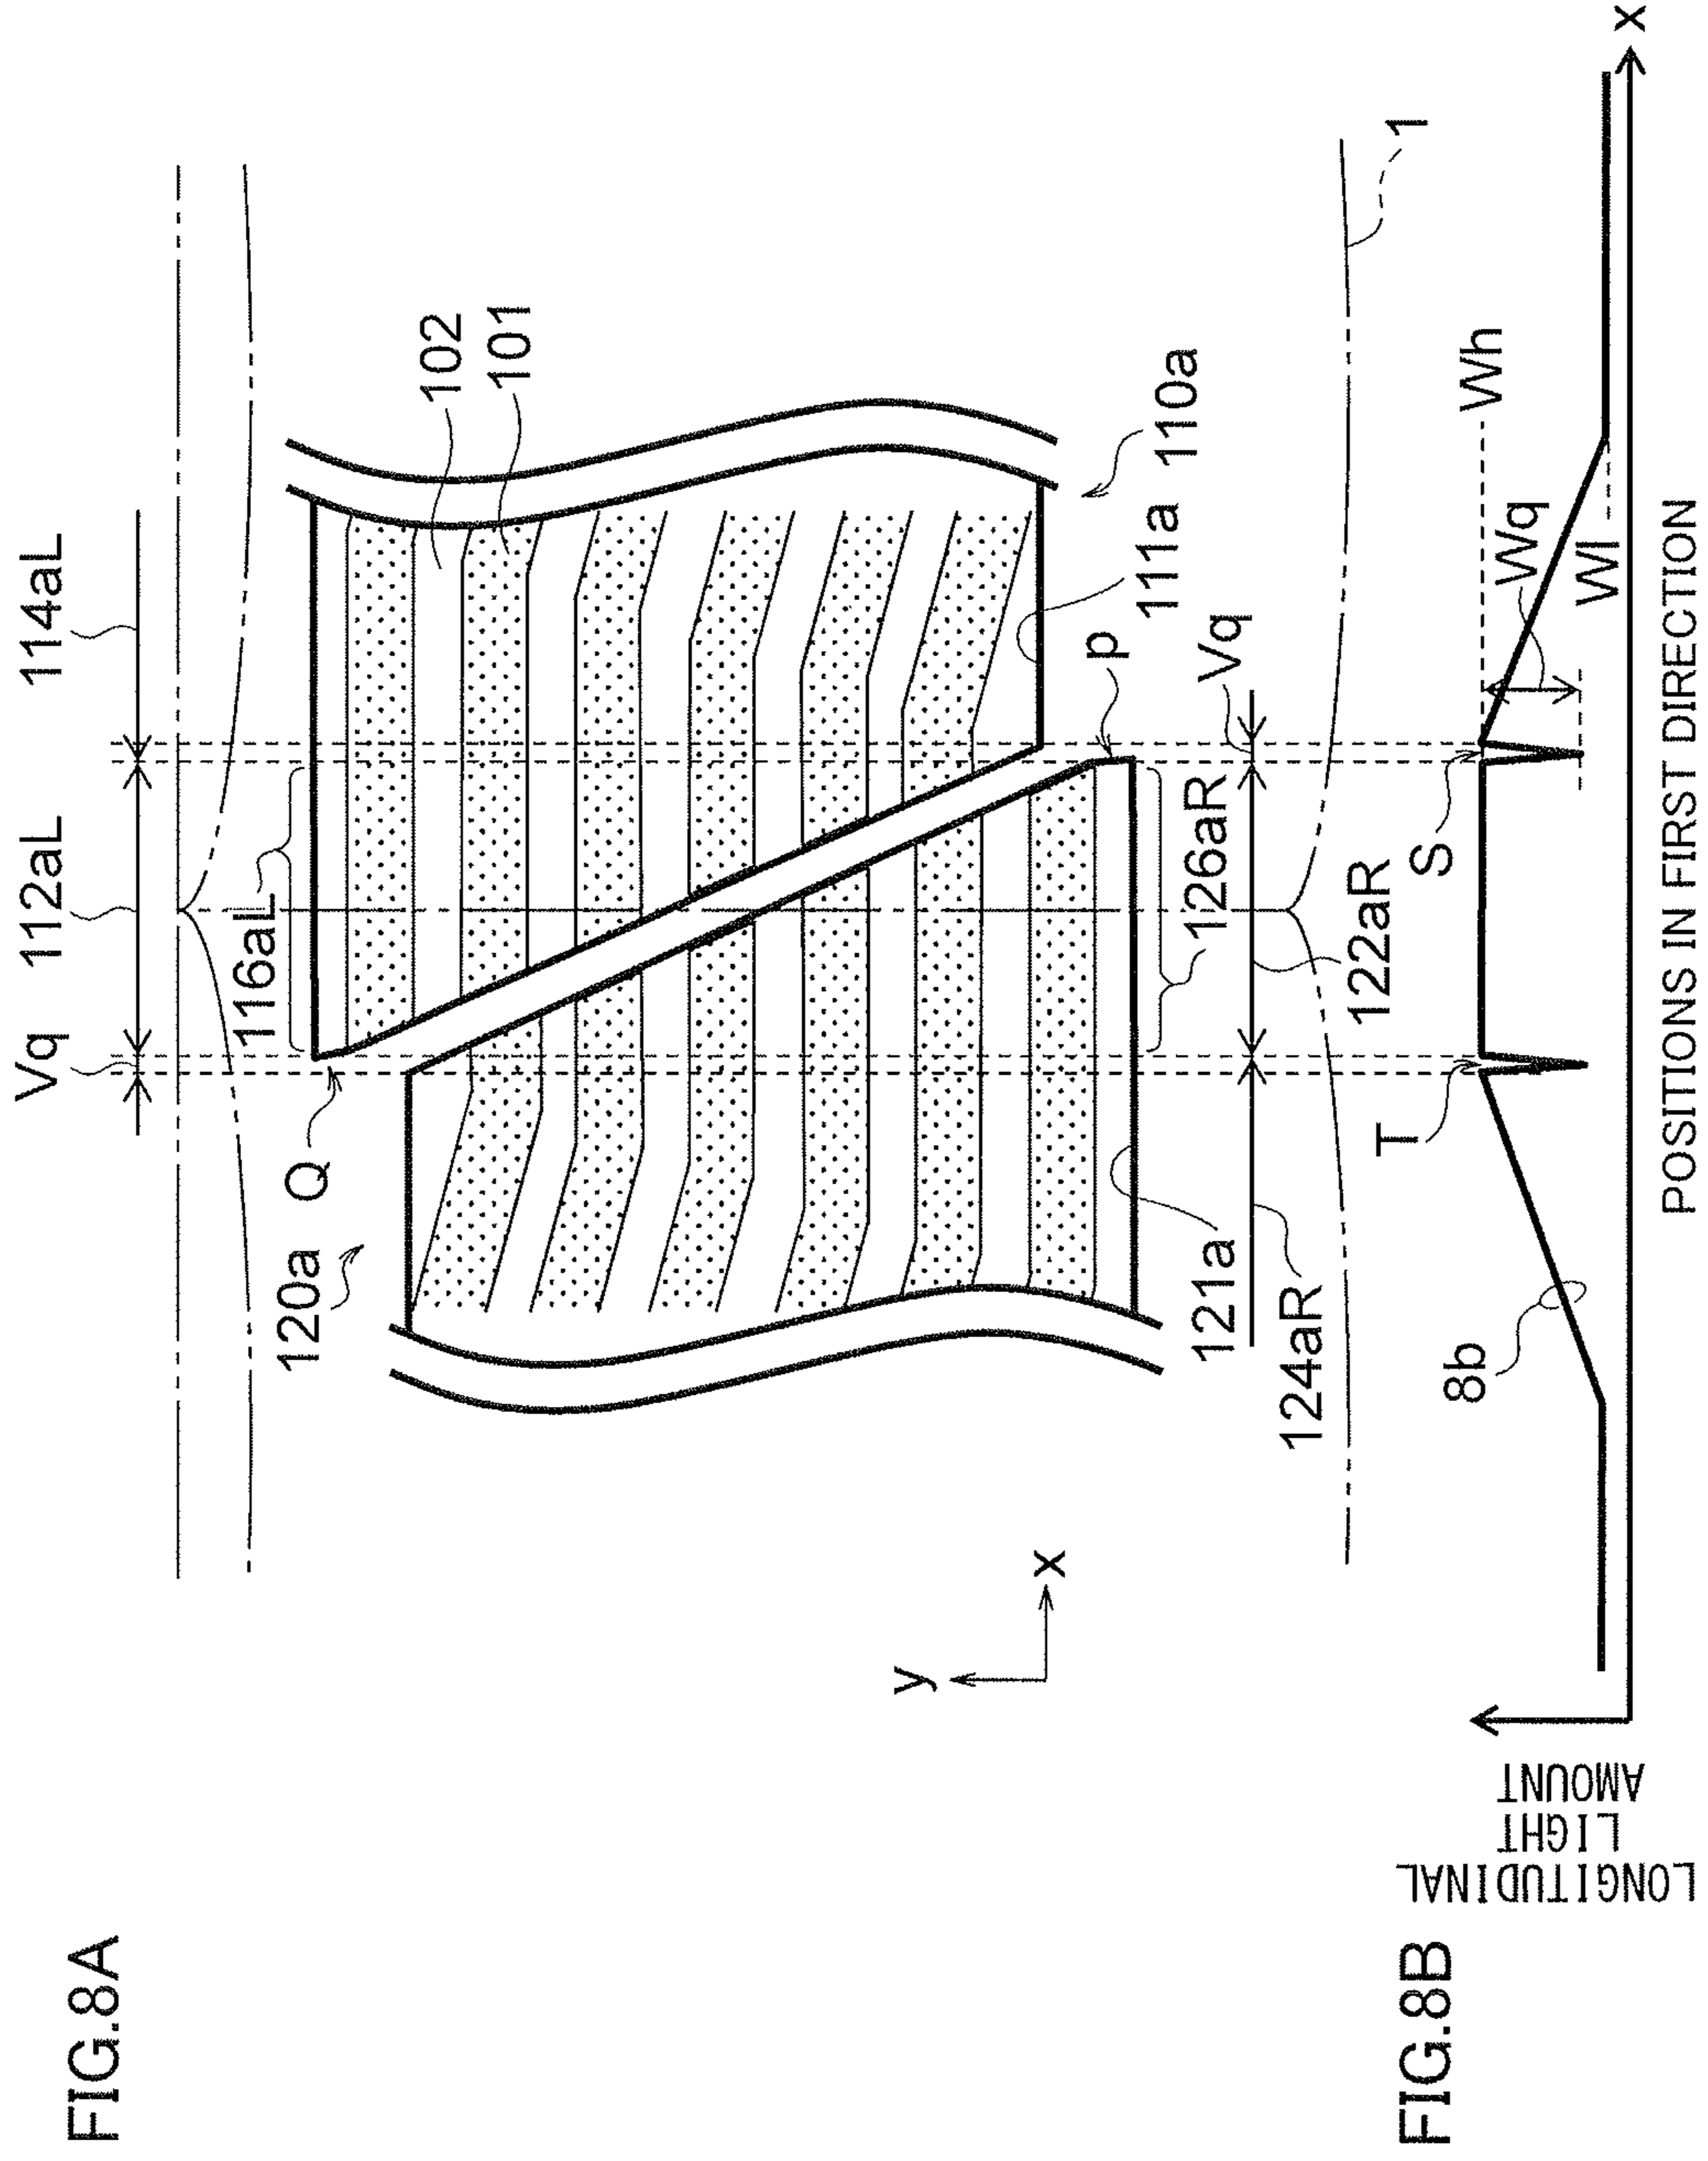 FIG.8A
Vq
112aL
114aL
120a
Q
116aL
102
101
110a
111a
p
Vq
126aR
122aR
121a
124aR
1
y
x
FIG.8B
LONGITUDINAL
LIGHT
AMOUNT
8b
T
S
Wh
Wq
Wl
x
POSITIONS IN FIRST DIRECTION